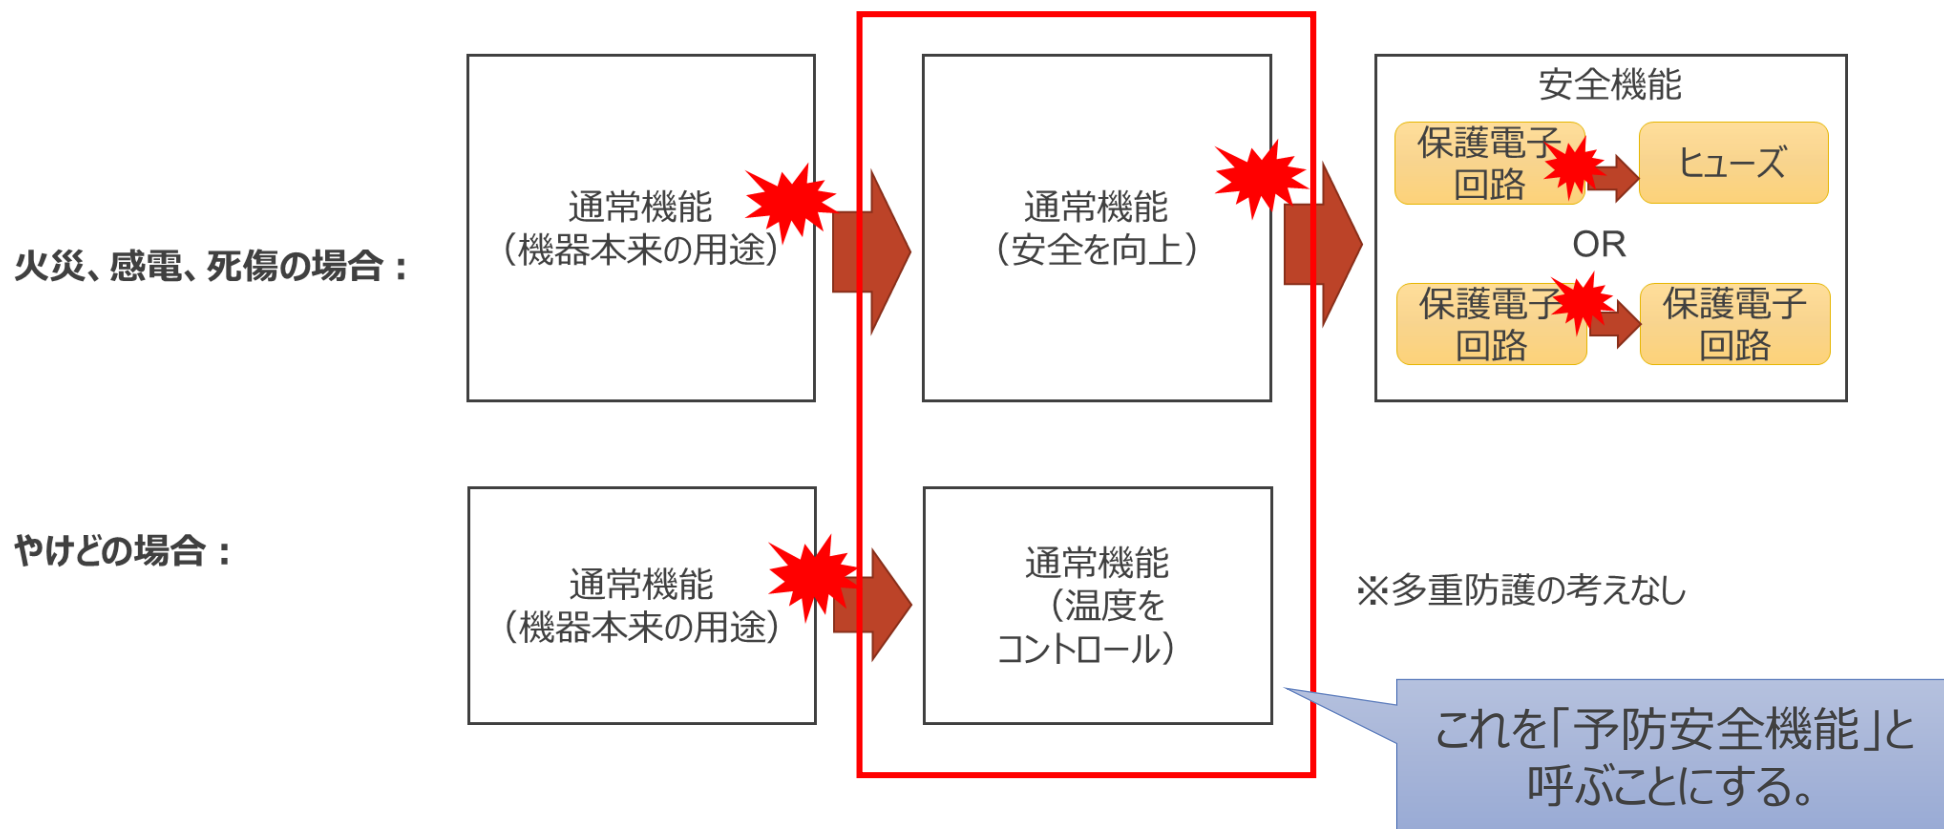 火災、感電、死傷の場合：
通常機能
（機器本来の用途）
通常機能
（安全を向上）
安全機能
保護電子
回路
ヒューズ
OR
保護電子
回路
保護電子
回路
やけどの場合：
通常機能
（機器本来の用途）
通常機能
（温度を
コントロール）
※多重防護の考えなし
これを「予防安全機能」と
呼ぶことにする。